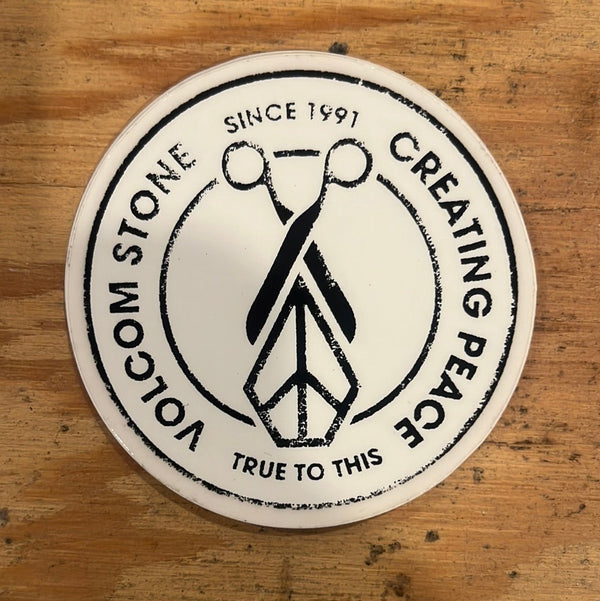 SINCE 1991
VOLCOM STONE
CREATING PEACE
TRUE TO THIS